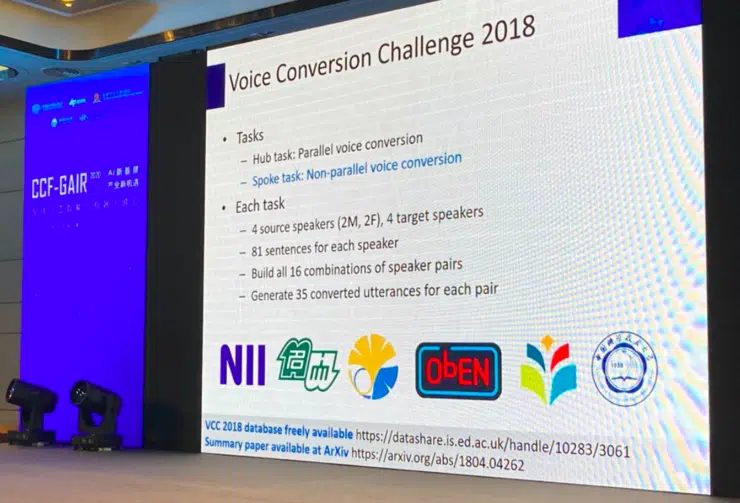 CCF-GAIR 2020
AI新基建
产业新机遇
Voice Conversion Challenge 2018
• Tasks
– Hub task: Parallel voice conversion
– Spoke task: Non-parallel voice conversion
• Each task
– 4 source speakers (2M, 2F), 4 target speakers
– 81 sentences for each speaker
– Build all 16 combinations of speaker pairs
– Generate 35 converted utterances for each pair
NII
ObEN
1958
VCC 2018 database freely available https://datashare.is.ed.ac.uk/handle/10283/3061
Summary paper available at ArXiv https://arxiv.org/abs/1804.04262